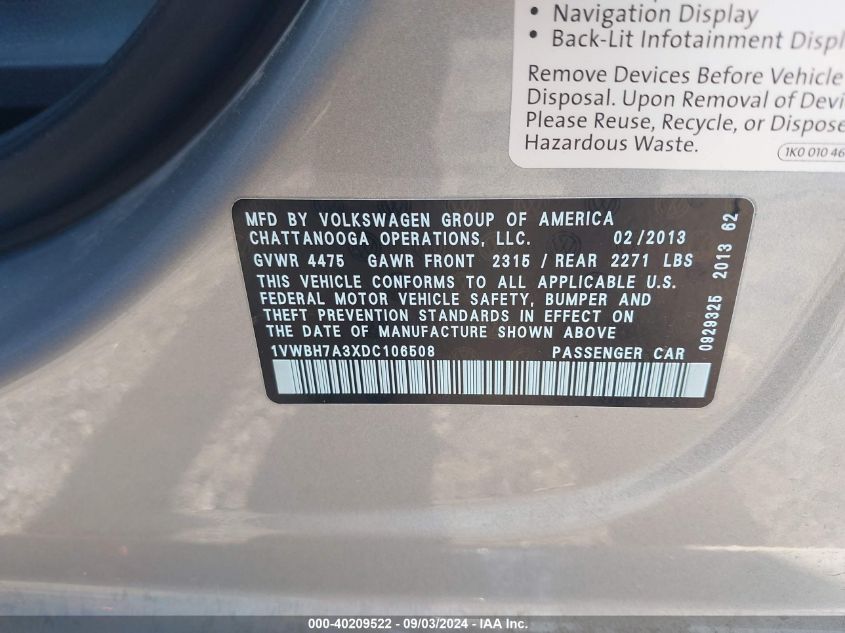 • Navigation Display
• Back-Lit Infotainment
Remove Devices Before Vehicle
Disposal. Upon Removal of
Please Reuse, Recycle, or
Hazardous Waste.
1K0 010 46
MFD BY VOLKSWAGEN GROUP OF AMERICA
CHATTANOOGA OPERATIONS, LLC. 02/2013
GVWR 4475 GAWR FRONT 2315 / REAR 2271 LBS
THIS VEHICLE CONFORMS TO ALL APPLICABLE U.S.
FEDERAL MOTOR VEHICLE SAFETY, BUMPER AND
THEFT PREVENTION STANDARDS IN EFFECT ON
THE DATE OF MANUFACTURE SHOWN ABOVE
1VWBH7A3XDC106508 PASSENGER CAR
0929325 2013 62
000-40209522 - 09/03/2024 - IAA Inc.